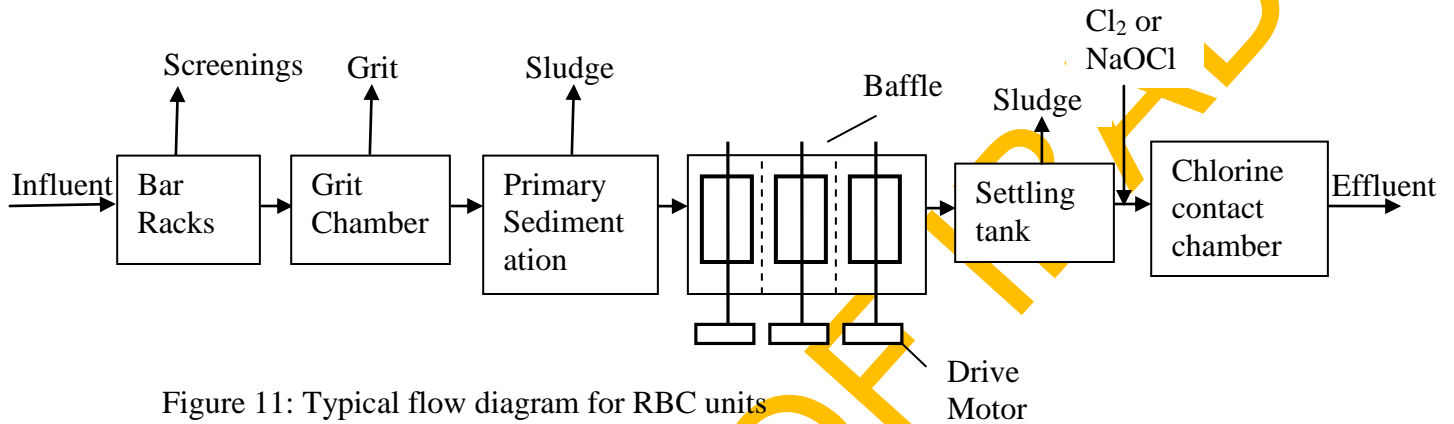 Cl₂ or
NaOCl
Screenings
Grit
Sludge
Baffle
Sludge
Influent
Bar
Racks
Grit
Chamber
Primary
Sediment
ation
Settling
tank
Chlorine
contact
chamber
Effluent
Drive
Motor
Figure 11: Typical flow diagram for RBC units